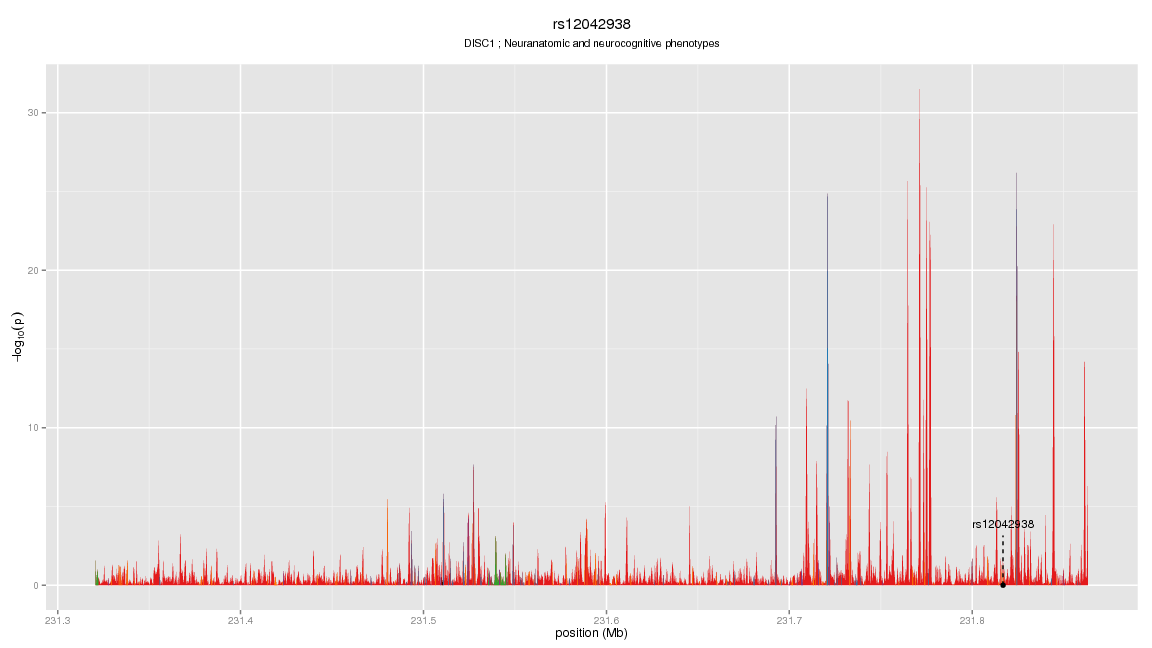 rs12042938
DISC1 ; Neuranatomic and neurocognitive phenotypes
30
20
10
0
−log10(p)
rs12042938
231.3 231.4 231.5 231.6 231.7 231.8
position (Mb)